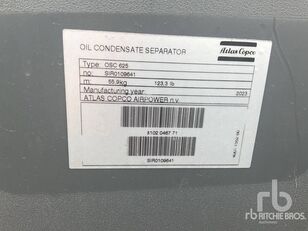 OIL CONDENSATE SEPARATOR
Atlas Copco
Type: OSC 625
no: SIR0109641
m: 55.9kg 123.3 lb
Manufacturing year 2023
ATLAS COPCO AIRPOWER n.v.
8102 0467 71
SIR0109641
rb
RITCHIE BROS.